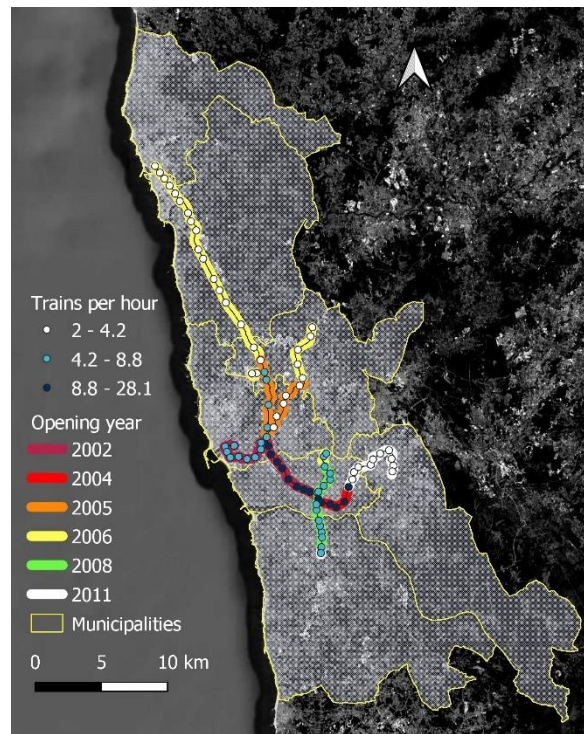 Trains per hour
2 - 4.2
4.2 - 8.8
8.8 - 28.1
Opening year
2002
2004
2005
2006
2008
2011
Municipalities
0 5 10 km